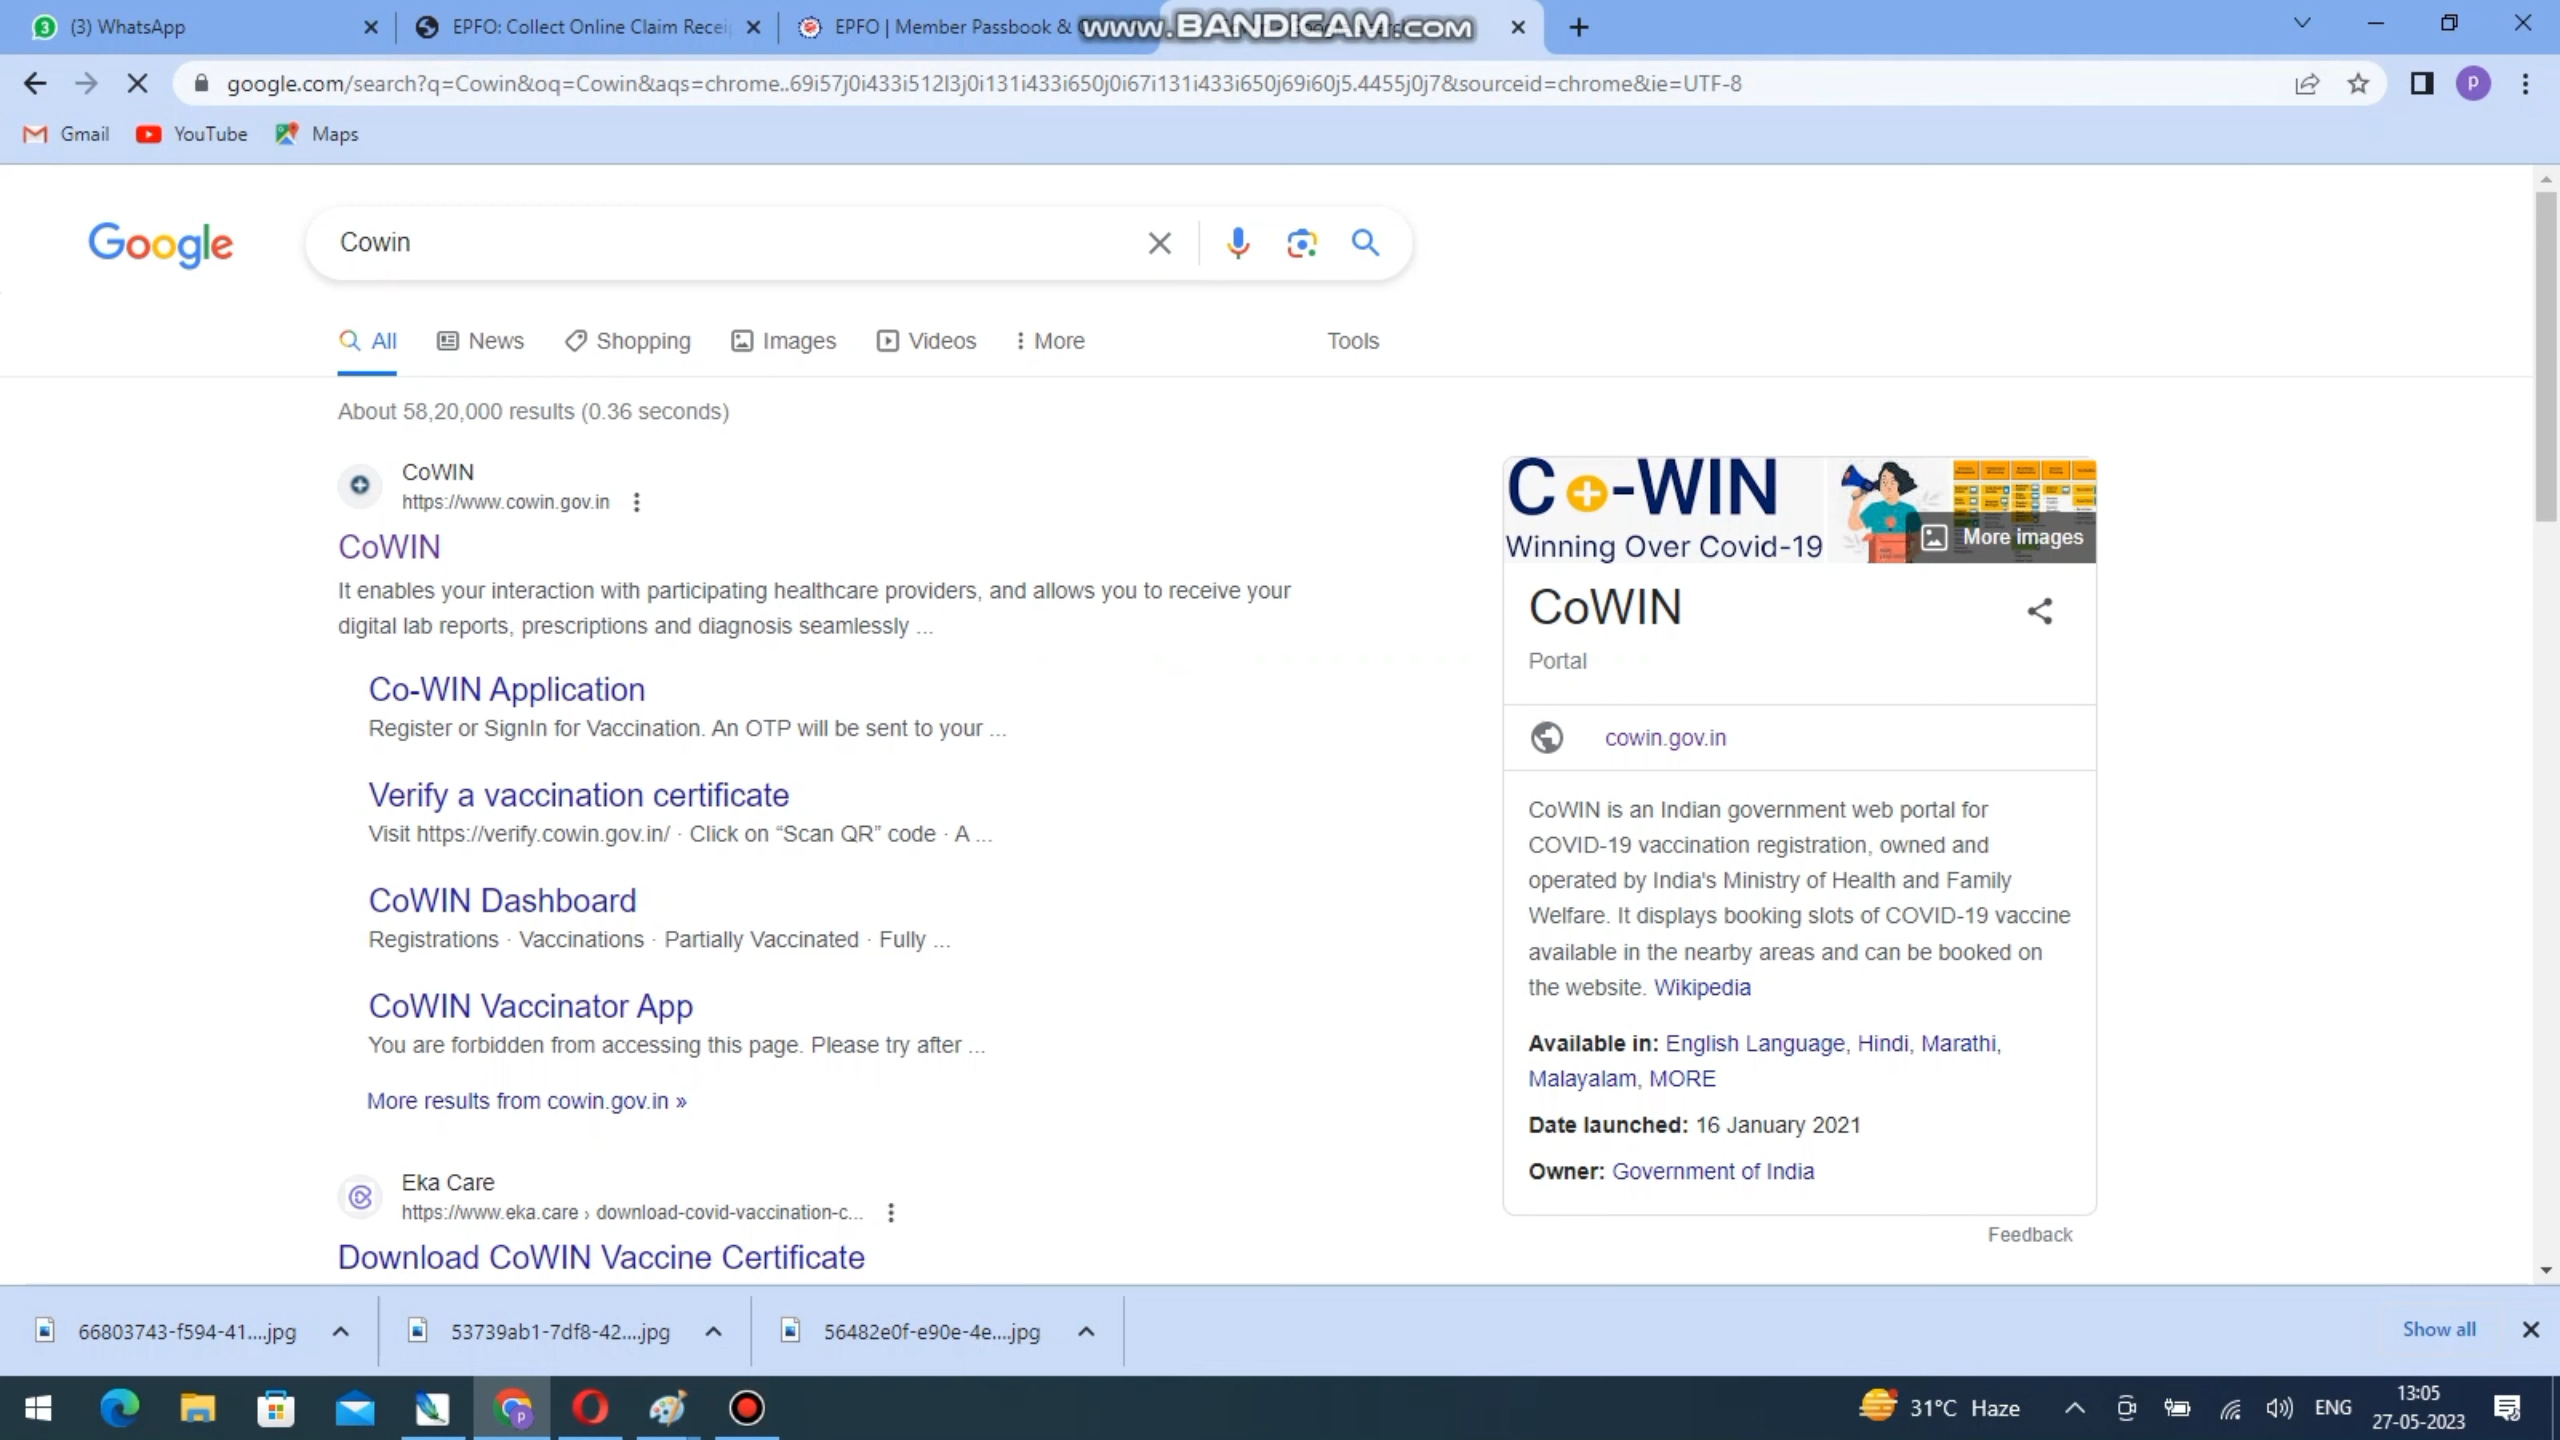 3 (3) WhatsApp
EPFO: Collect Online Claim Recei
EPFO | Member Passbook &
www.BANDICAM.com
google.com/search?q=Cowin&oq=Cowin&aqs=chrome..69i57j0i433i512l3j0i131i433i650j0i67i131i433i650j69i60j5.4455j0j7&sourceid=chrome&ie=UTF-8
P
Gmail YouTube Maps
Google
Cowin
All News Shopping Images Videos More Tools
About 58,20,000 results (0.36 seconds)
CoWIN
https://www.cowin.gov.in
CoWIN
It enables your interaction with participating healthcare providers, and allows you to receive your
digital lab reports, prescriptions and diagnosis seamlessly ...
Co-WIN Application
Register or SignIn for Vaccination. An OTP will be sent to your ...
Verify a vaccination certificate
Visit https://verify.cowin.gov.in/ · Click on “Scan QR” code · A ...
CoWIN Dashboard
Registrations · Vaccinations · Partially Vaccinated · Fully ...
CoWIN Vaccinator App
You are forbidden from accessing this page. Please try after ...
More results from cowin.gov.in »
Eka Care
https://www.eka.care › download-covid-vaccination-c...
Download CoWIN Vaccine Certificate
Co-WIN
Winning Over Covid-19
More images
CoWIN
Portal
cowin.gov.in
CoWIN is an Indian government web portal for
COVID-19 vaccination registration, owned and
operated by India's Ministry of Health and Family
Welfare. It displays booking slots of COVID-19 vaccine
available in the nearby areas and can be booked on
the website. Wikipedia
Available in: English Language, Hindi, Marathi,
Malayalam, MORE
Date launched: 16 January 2021
Owner: Government of India
Feedback
66803743-f594-41....jpg
53739ab1-7df8-42....jpg
56482e0f-e90e-4e....jpg
Show all
31°C Haze
ENG
13:05
27-05-2023